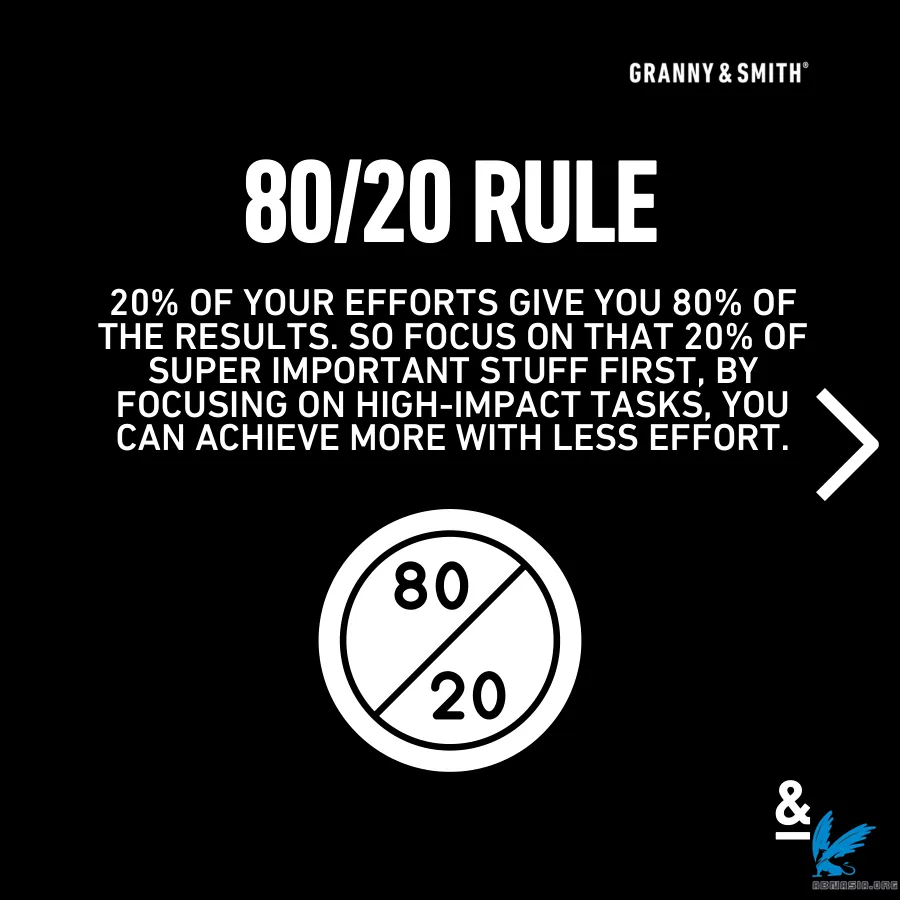 GRANNY & SMITH®
80/20 RULE
20% OF YOUR EFFORTS GIVE YOU 80% OF
THE RESULTS. SO FOCUS ON THAT 20% OF
SUPER IMPORTANT STUFF FIRST, BY
FOCUSING ON HIGH-IMPACT TASKS, YOU
CAN ACHIEVE MORE WITH LESS EFFORT.
80
20
&
ABNASIA.ORG